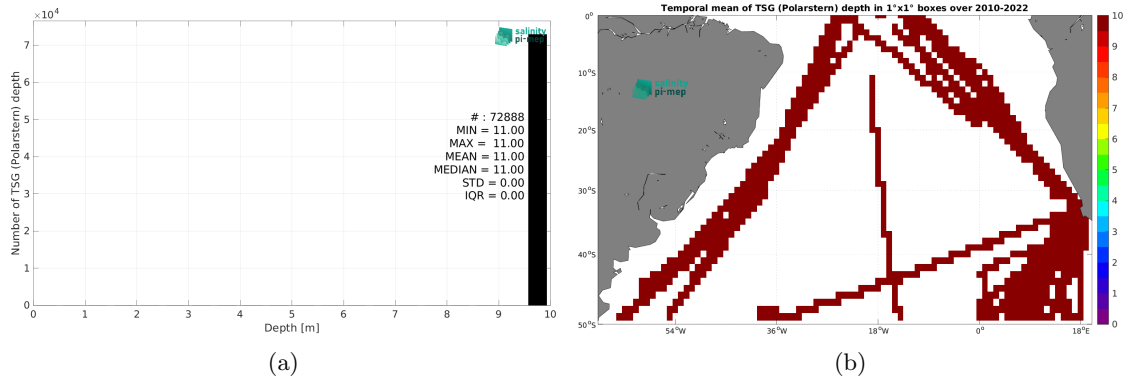 ×10⁴
7
6
5
4
3
2
1
0
Number of TSG (Polarstern) depth
salinity
pi-mep
# : 72888
MIN = 11.00
MAX =  11.00
MEAN = 11.00
MEDIAN = 11.00
STD = 0.00
IQR = 0.00
0 1 2 3 4 5 6 7 8 9 10
Depth [m]
(a)
Temporal mean of TSG (Polarstern) depth in 1°x1° boxes over 2010-2022
0°
10°S
20°S
30°S
40°S
50°S
salinity
pi-mep
54°W 36°W 18°W 0° 18°E
10
9
8
7
6
5
4
3
2
1
0
(b)